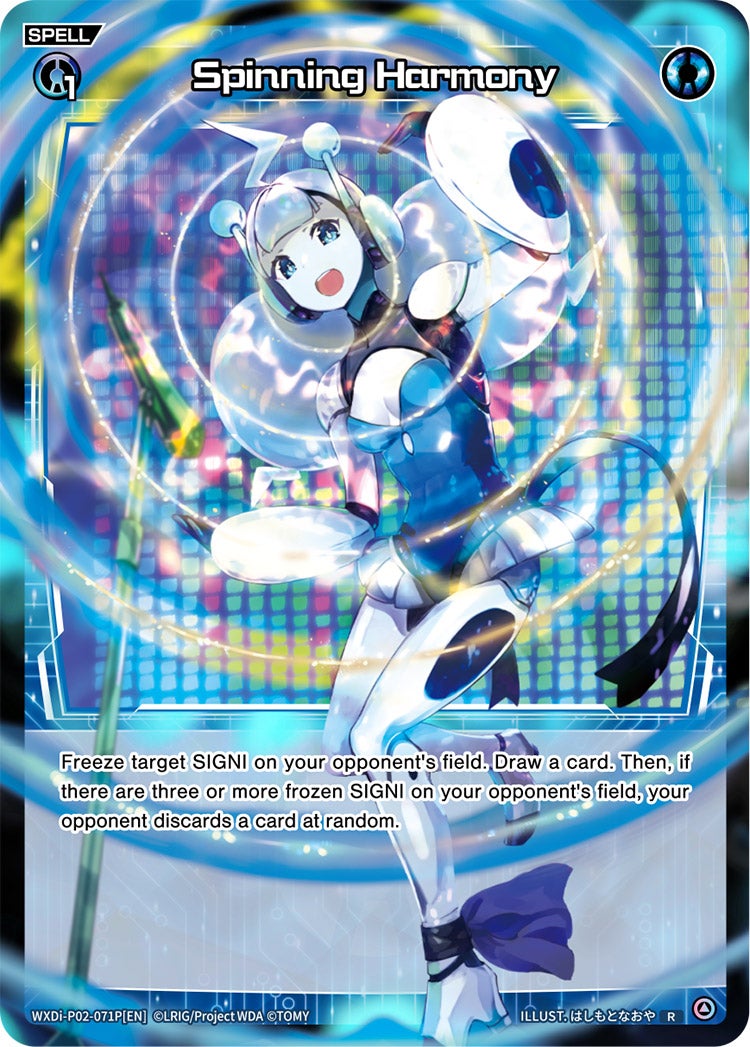 SPELL
1
Spinning Harmony
Freeze target SIGNI on your opponent's field. Draw a card. Then, if
there are three or more frozen SIGNI on your opponent's field, your
opponent discards a card at random.
WXDi-P02-071P[EN] ©LRIG/Project WDA ©TOMY
ILLUST. はしもとなおや R